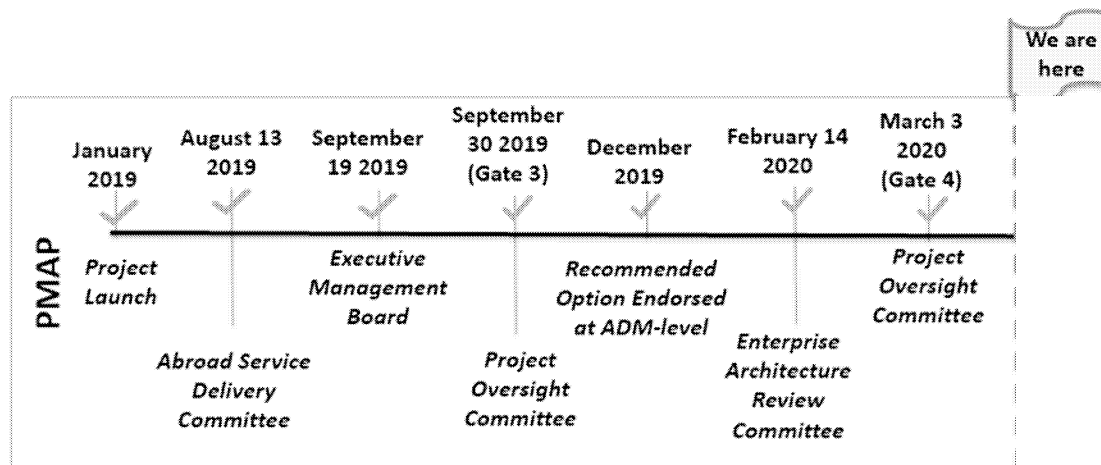 We are
here
January
2019
August 13
2019
September
19 2019
September
30 2019
(Gate 3)
December
2019
February 14
2020
March 3
2020
(Gate 4)
PMAP
Project
Launch
Abroad Service
Delivery
Committee
Executive
Management
Board
Project
Oversight
Committee
Recommended
Option Endorsed
at ADM-level
Enterprise
Architecture
Review
Committee
Project
Oversight
Committee